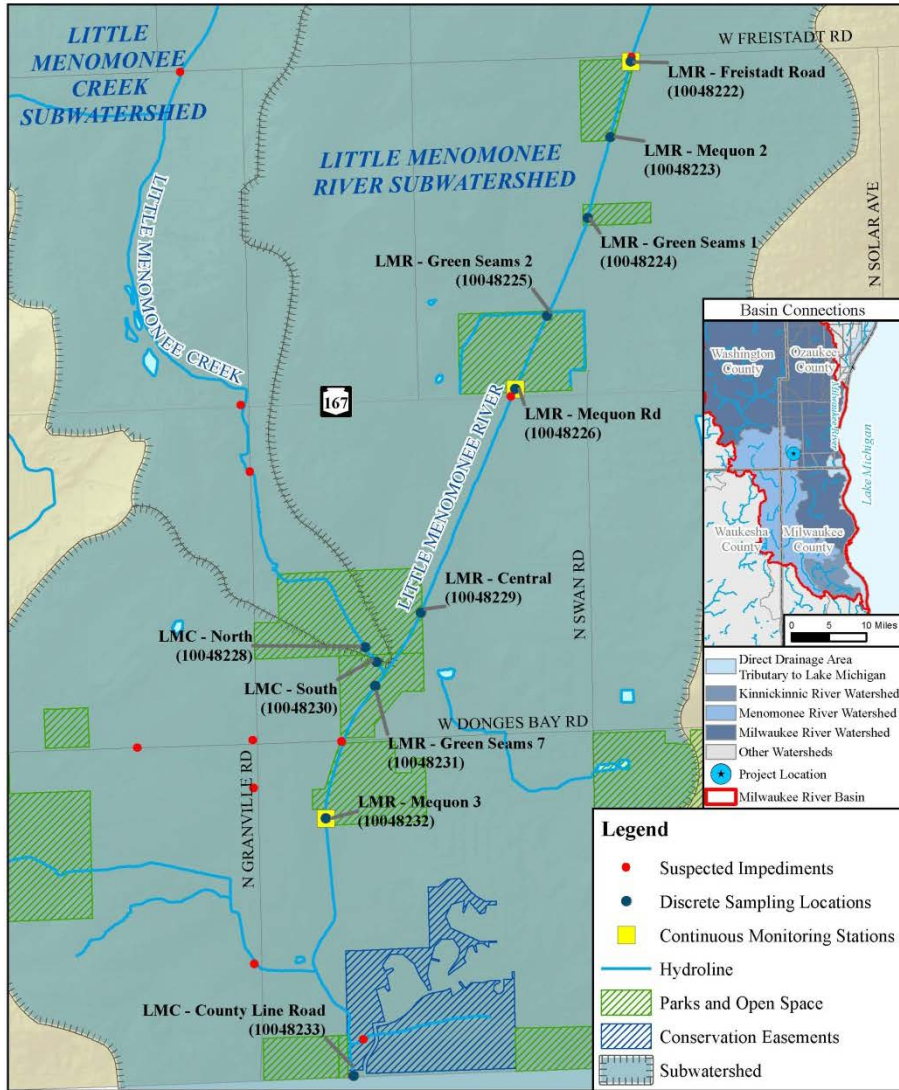 LITTLE
MENOMONEE
CREEK
SUBWATERSHED
W FREISTADT RD
LMR - Freistadt Road
(10048222)
LITTLE MENOMONEE
RIVER SUBWATERSHED
LMR - Mequon 2
(10048223)
N SOLAR AVE
LITTLE MENOMONEE CREEK
LMR - Green Seams 1
(10048224)
LMR - Green Seams 2
(10048225)
167
LMR - Mequon Rd
(10048226)
LITTLE MENOMONEE RIVER
N SWAN RD
LMR - Central
(10048229)
LMC - North
(10048228)
LMC - South
(10048230)
W DONGES BAY RD
LMR - Green Seams 7
(10048231)
N GRANVILLE RD
LMR - Mequon 3
(10048232)
LMC - County Line Road
(10048233)
Basin Connections
Washington
County
Ozaukee
County
Milwaukee River
Lake Michigan
Waukesha
County
Milwaukee
County
0 5 10 Miles
Direct Drainage Area
Tributary to Lake Michigan
Kinnickinnic River Watershed
Menomonee River Watershed
Milwaukee River Watershed
Other Watersheds
Project Location
Milwaukee River Basin
Legend
Suspected Impediments
Discrete Sampling Locations
Continuous Monitoring Stations
Hydroline
Parks and Open Space
Conservation Easements
Subwatershed